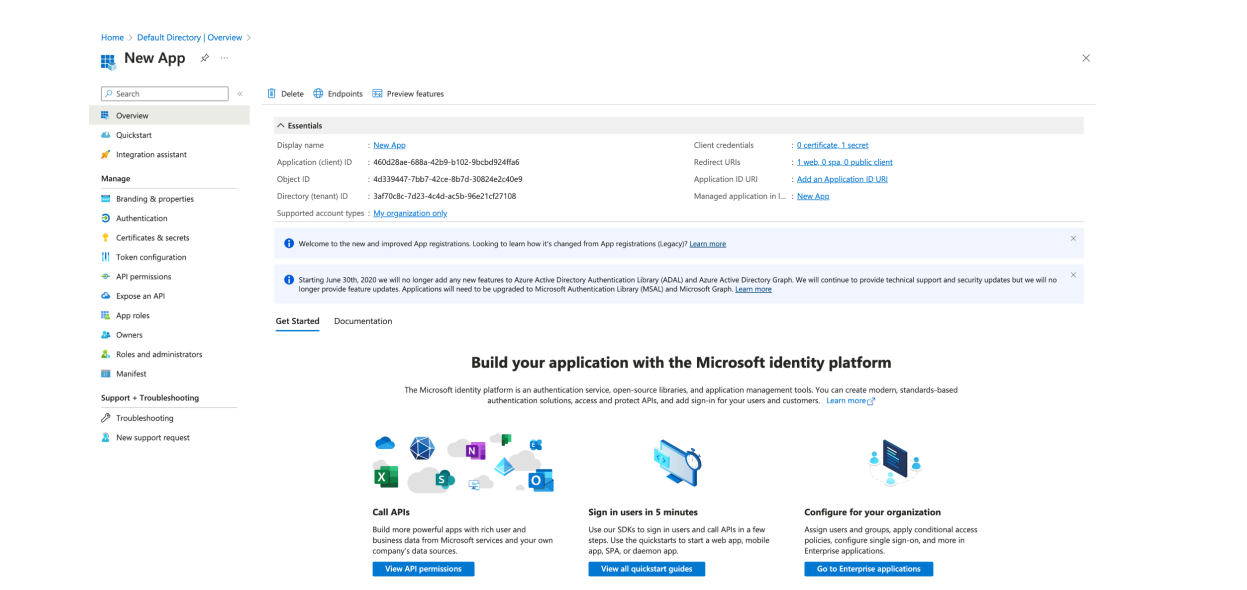 Home > Default Directory | Overview >
New App
Search
«
Delete
Endpoints
Preview features
Overview
Quickstart
Integration assistant
Manage
Branding & properties
Authentication
Certificates & secrets
Token configuration
API permissions
Expose an API
App roles
Owners
Roles and administrators
Manifest
Support + Troubleshooting
Troubleshooting
New support request
Essentials
Display name : New App
Application (client) ID : 460d28ae-688a-42b9-b102-9bcbd924ffa6
Object ID : 4d339447-7bb7-42ce-8b7d-30824e2c40e9
Directory (tenant) ID : 3af70c8c-7d23-4c4d-ac5b-96e21cf27108
Supported account types : My organization only
Client credentials : 0 certificate, 1 secret
Redirect URIs : 1 web, 0 spa, 0 public client
Application ID URI : Add an Application ID URI
Managed application in l... : New App
Welcome to the new and improved App registrations. Looking to learn how it's changed from App registrations (Legacy)? Learn more
Starting June 30th, 2020 we will no longer add any new features to Azure Active Directory Authentication Library (ADAL) and Azure Active Directory Graph. We will continue to provide technical support and security updates but we will no
longer provide feature updates. Applications will need to be upgraded to Microsoft Authentication Library (MSAL) and Microsoft Graph. Learn more
Get Started
Documentation
Build your application with the Microsoft identity platform
The Microsoft identity platform is an authentication service, open-source libraries, and application management tools. You can create modern, standards-based
authentication solutions, access and protect APIs, and add sign-in for your users and customers. Learn more
N
E
X
S
O
Call APIs
Build more powerful apps with rich user and
business data from Microsoft services and your own
company's data sources.
View API permissions
Sign in users in 5 minutes
Use our SDKs to sign in users and call APIs in a few
steps. Use the quickstarts to start a web app, mobile
app, SPA, or daemon app.
View all quickstart guides
Configure for your organization
Assign users and groups, apply conditional access
policies, configure single sign-on, and more in
Enterprise applications.
Go to Enterprise applications